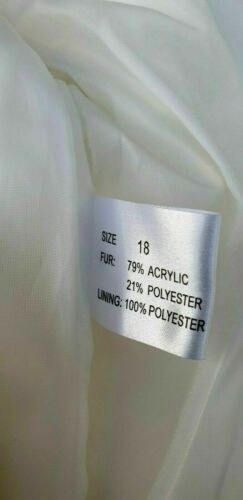 SIZE 18
FUR: 79% ACRYLIC
21% POLYESTER
LINING: 100% POLYESTER